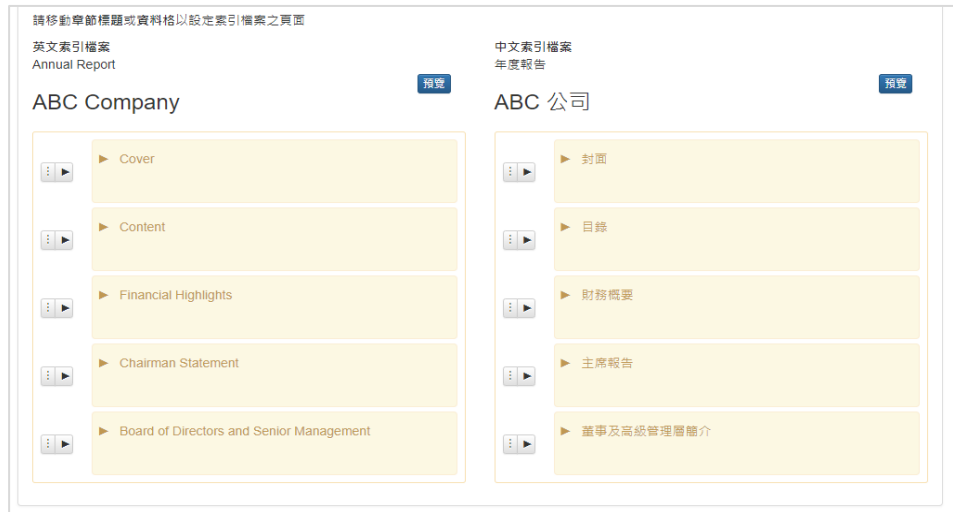 請移動章節標題或資料格以設定索引檔案之頁面
英文索引檔案
Annual Report
預覽
ABC Company
Cover
Content
Financial Highlights
Chairman Statement
Board of Directors and Senior Management
中文索引檔案
年度報告
預覽
ABC 公司
封面
目錄
財務概要
主席報告
董事及高級管理層簡介